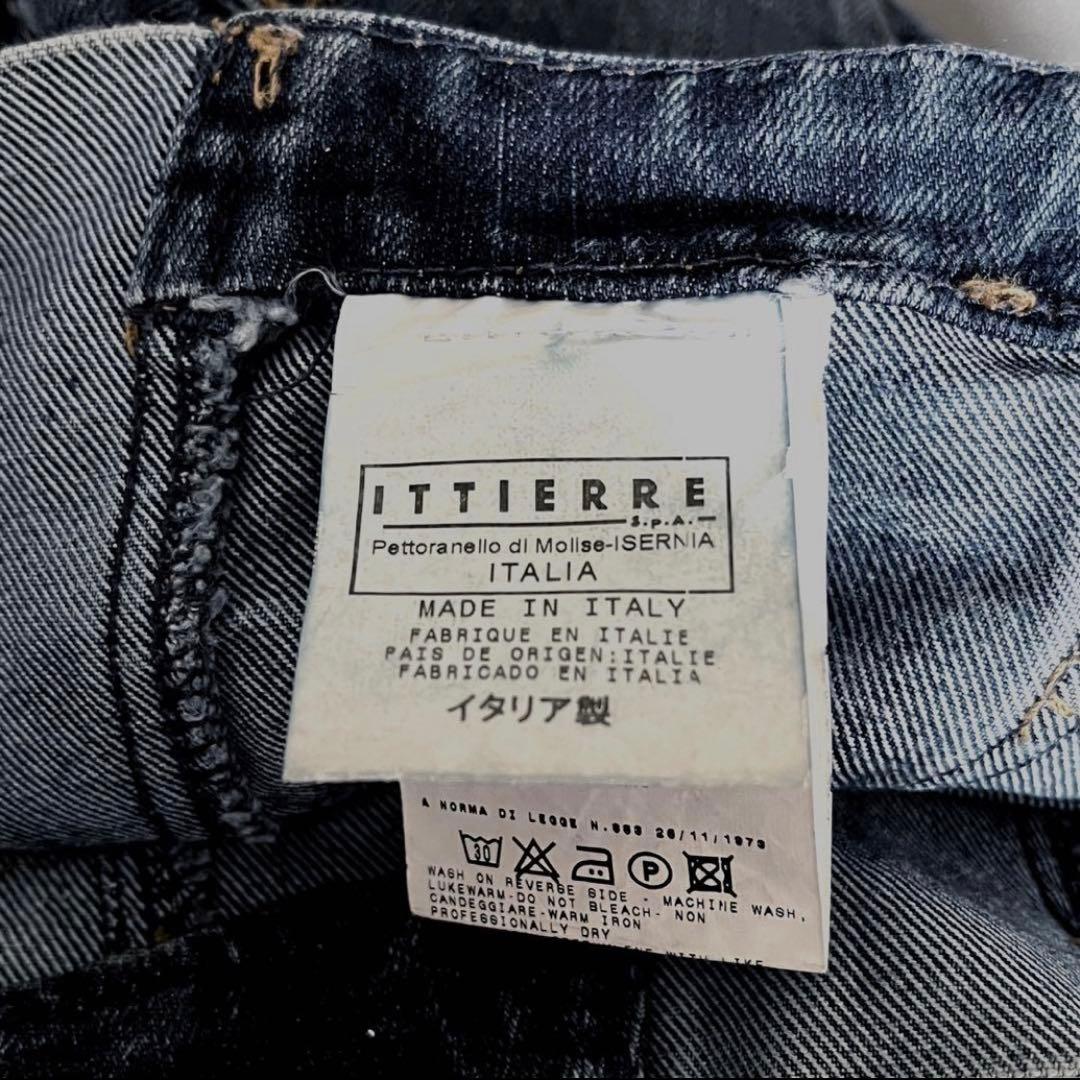 ITTIERRE
S.p.A.
Pettoranello di Molise-ISERNIA
ITALIA
MADE IN ITALY
FABRIQUE EN ITALIE
PAIS DE ORIGEN:ITALIE
FABRICADO EN ITALIA
イタリア製
A NORMA DI LEGGE N.883 26/11/1973
30
P
WASH ON REVERSE SIDE - MACHINE WASH,
LUKEWARM-DO NOT BLEACH- NON
CANDEGGIARE-WARM IRON
PROFESSIONALLY DRY
WITH LIKE